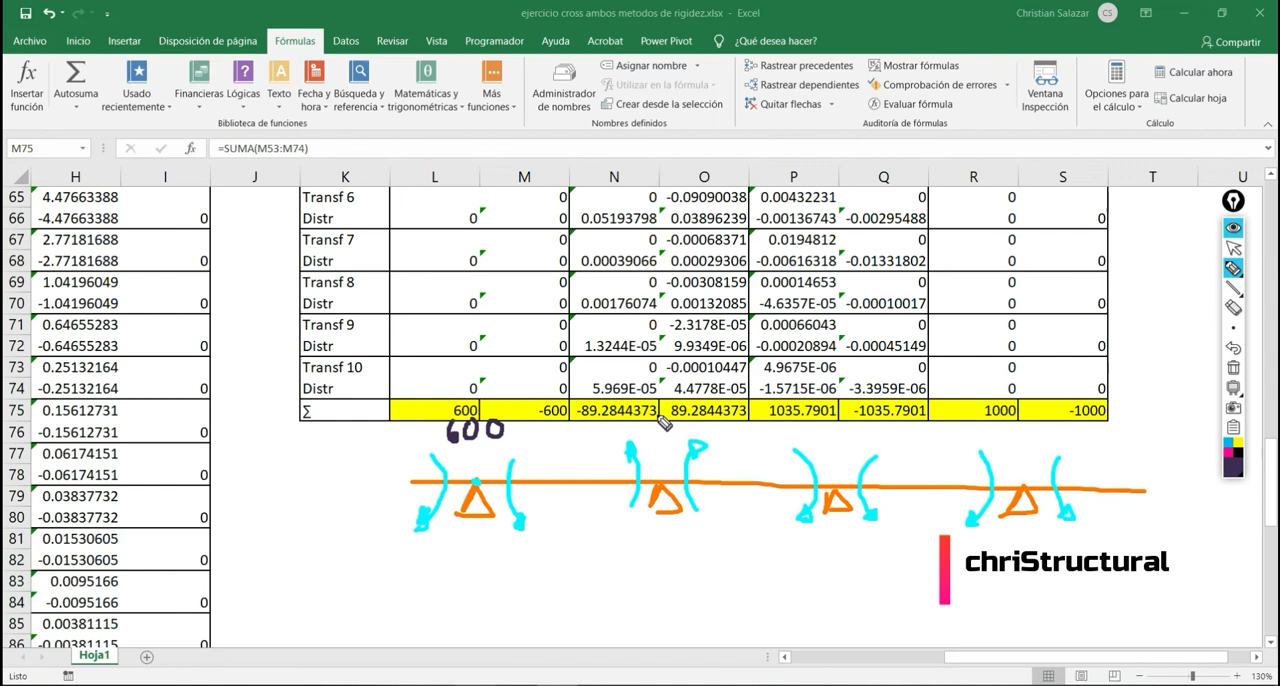 ejercicio cross ambos metodos de rigidez.xlsx - Excel
Christian Salazar CS
Archivo Inicio Insertar Disposición de página Fórmulas Datos Revisar Vista Programador Ayuda Acrobat Power Pivot ¿Qué desea hacer? Compartir
fx Insertar función
Σ Autosuma
Usado recientemente
Financieras
Lógicas
Texto
Fecha y hora
Búsqueda y referencia
Matemáticas y trigonométricas
Más funciones
Biblioteca de funciones
Administrador de nombres
Asignar nombre
Utilizar en la fórmula
Crear desde la selección
Nombres definidos
Rastrear precedentes
Rastrear dependientes
Quitar flechas
Mostrar fórmulas
Comprobación de errores
Evaluar fórmula
Auditoría de fórmulas
Ventana Inspección
Opciones para el cálculo
Calcular ahora
Calcular hoja
Cálculo
M75 fx =SUMA(M53:M74)
H I J K L M N O P Q R S T U
65 4.47663388 Transf 6 0 -0.09090038 0.00432231 0 0
66 -4.47663388 0 Distr 0 0 0.05193798 0.03896239 -0.00136743 -0.00295488 0 0
67 2.77181688 Transf 7 0 0 -0.00068371 0.0194812 0 0
68 -2.77181688 0 Distr 0 0 0.00039066 0.00029306 -0.00616318 -0.01331802 0 0
69 1.04196049 Transf 8 0 0 -0.00308159 0.00014653 0 0
70 -1.04196049 0 Distr 0 0 0.00176074 0.00132085 -4.6357E-05 -0.00010017 0 0
71 0.64655283 Transf 9 0 0 -2.3178E-05 0.00066043 0 0
72 -0.64655283 0 Distr 0 0 1.3244E-05 9.9349E-06 -0.00020894 -0.00045149 0 0
73 0.25132164 Transf 10 0 0 -0.00010447 4.9675E-06 0 0
74 -0.25132164 0 Distr 0 0 5.969E-05 4.4778E-05 -1.5715E-06 -3.3959E-06 0 0
75 0.15612731 Σ 600 -600 -89.2844373 89.2844373 1035.7901 -1035.7901 1000 -1000
76 -0.15612731 0 600
77 0.06174151
78 -0.06174151 0
79 0.03837732
80 -0.03837732 0
81 0.01530605
82 -0.01530605 0
83 0.0095166
84 -0.0095166 0
85 0.00381115
86 -0.00381115 0
chriStructural
Hoja1
Listo 130%